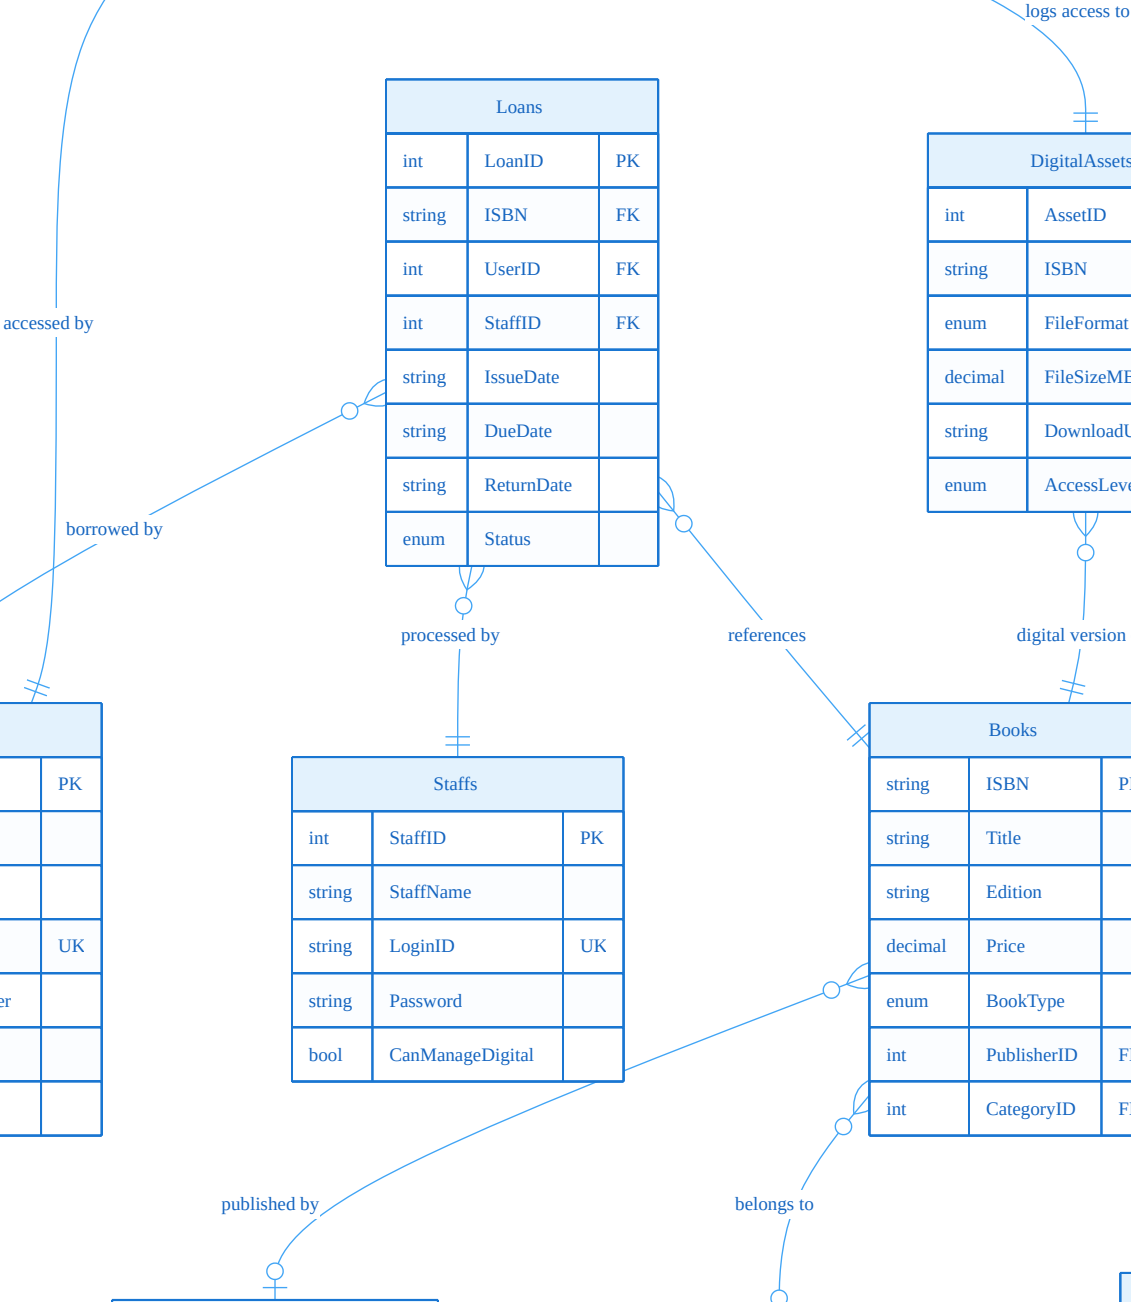 logs access to
Loans
int LoanID PK
string ISBN FK
int UserID FK
int StaffID FK
string IssueDate
string DueDate
string ReturnDate
enum Status
DigitalAssets
int AssetID
string ISBN
enum FileFormat
decimal FileSizeMB
string DownloadU
enum AccessLeve
accessed by
borrowed by
processed by
references
digital version
PK
UK
er
Staffs
int StaffID PK
string StaffName
string LoginID UK
string Password
bool CanManageDigital
Books
string ISBN P
string Title
string Edition
decimal Price
enum BookType
int PublisherID F
int CategoryID F
published by
belongs to